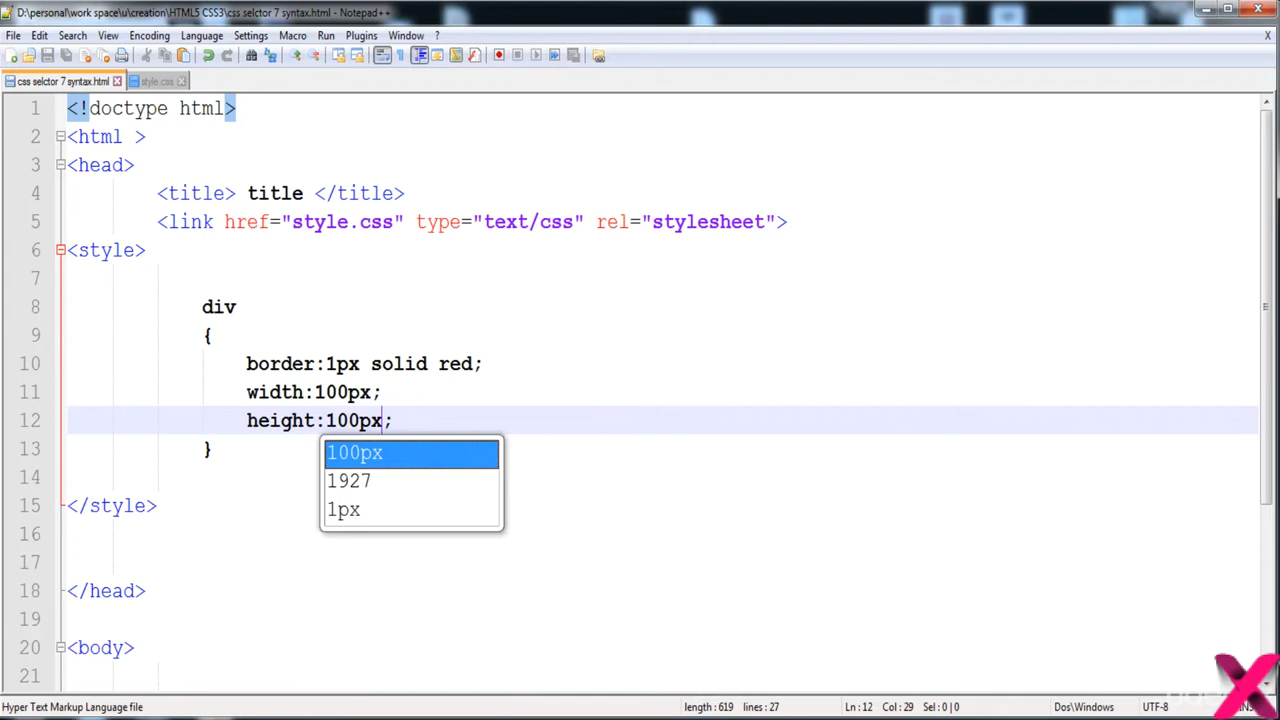 D:\personal\work space\u\creation\HTML5 CSS3\css selctor 7 syntax.html - Notepad++
File Edit Search View Encoding Language Settings Macro Run Plugins Window ? X
css selctor 7 syntax.html style.css
1 <!doctype html>
2 <html >
3 <head>
4 <title> title </title>
5 <link href="style.css" type="text/css" rel="stylesheet">
6 <style>
7
8 div
9 {
10 border:1px solid red;
11 width:100px;
12 height:100px;
13 }
100px
14
1927
15 </style>
1px
16
17
18 </head>
19
20 <body>
21
Hyper Text Markup Language file length:619 lines:27 Ln:12 Col:29 Sel:0|0 Dos\Windows UTF-8